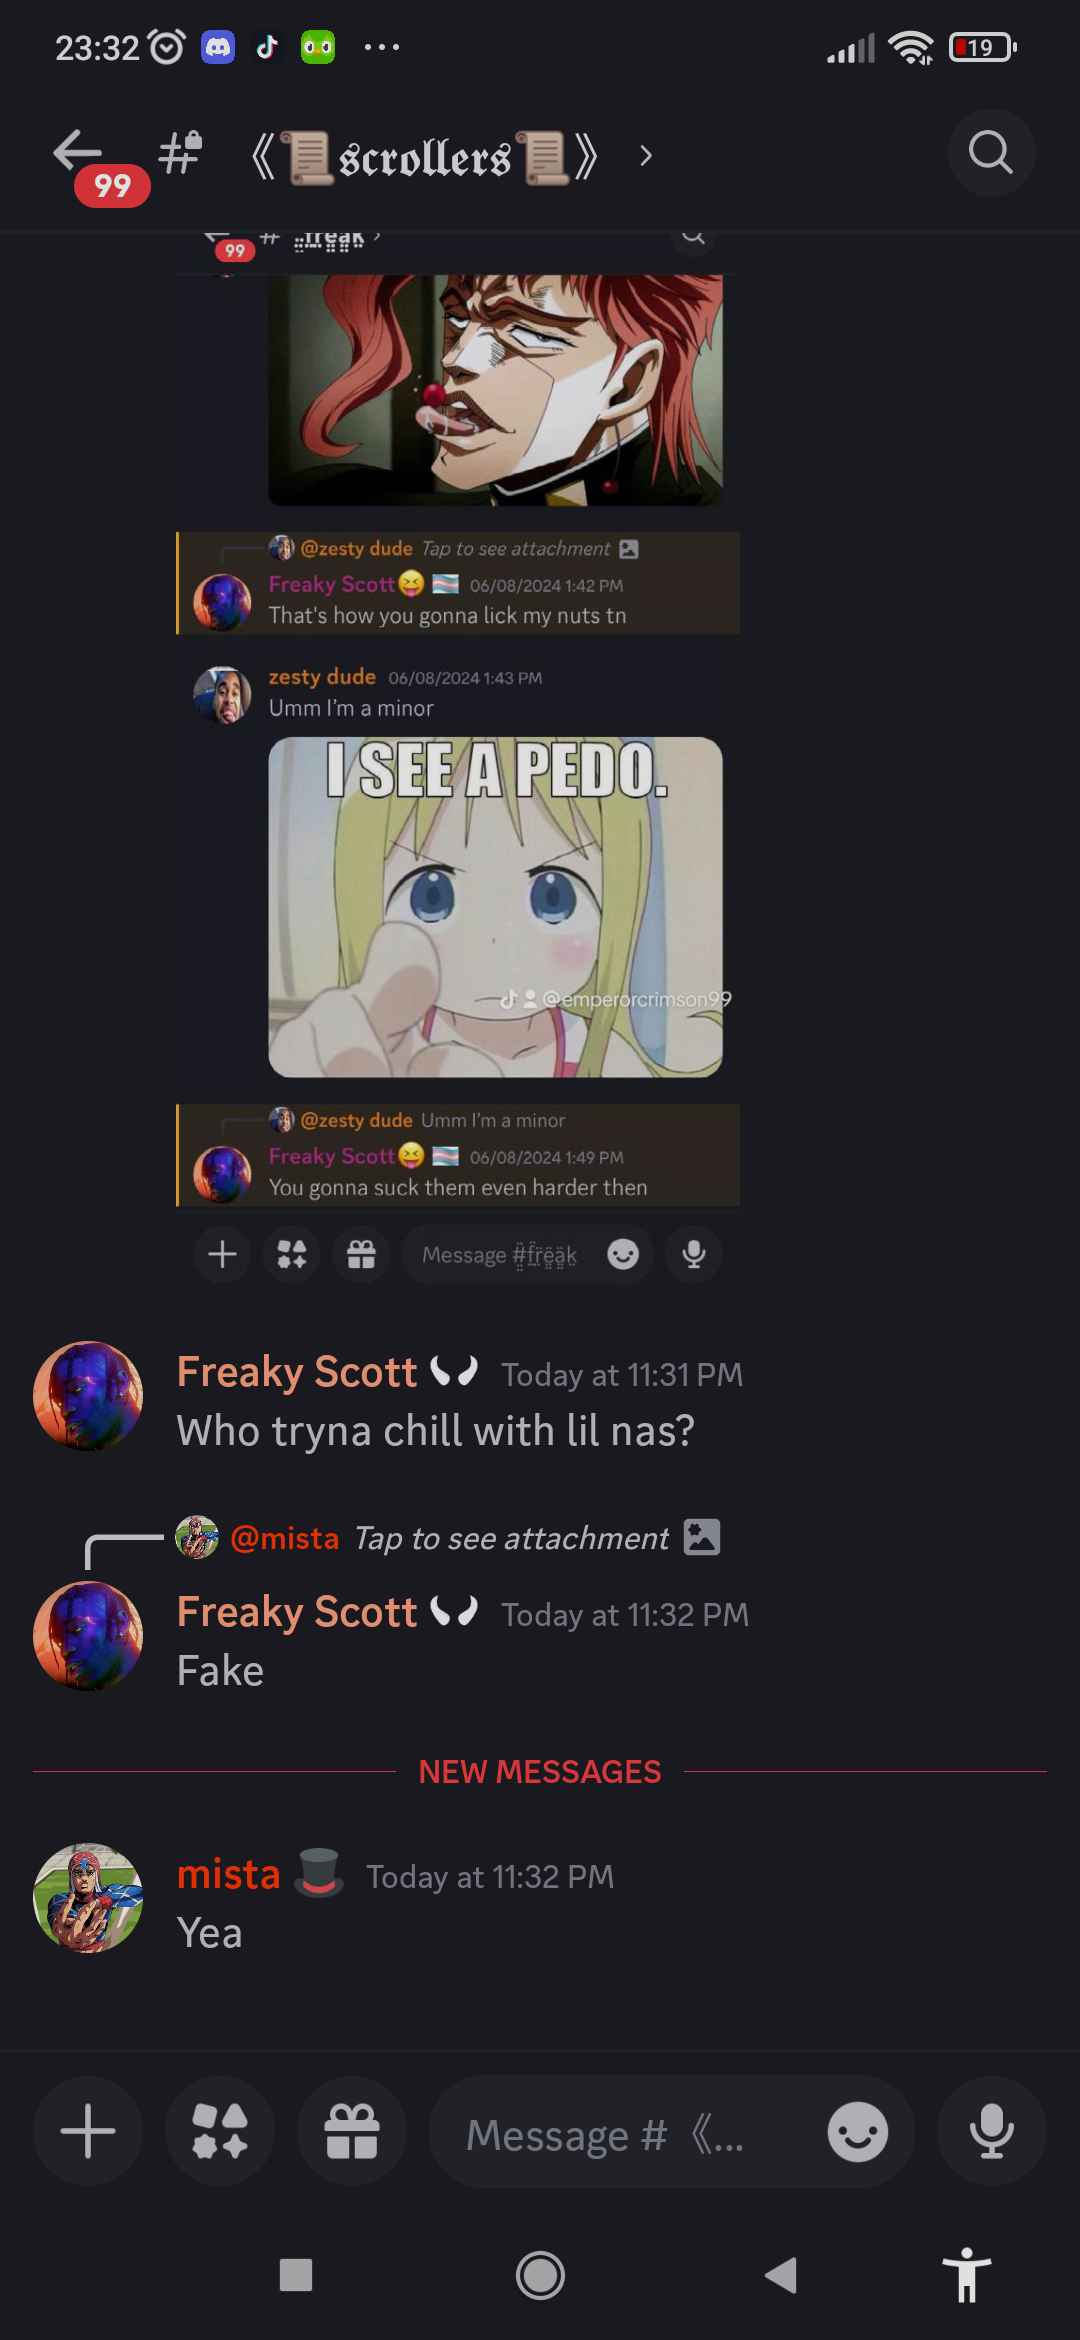 23:32
19
99
# 《📜𝖘𝖈𝖗𝖔𝖑𝖑𝖊𝖗𝖘📜》 ›
99
# freak ›
@zesty dude Tap to see attachment
Freaky Scott😝 🏳️‍⚧️ 06/08/2024 1:42 PM
That's how you gonna lick my nuts tn
zesty dude 06/08/2024 1:43 PM
Umm I'm a minor
I SEE A PEDO.
@emperorcrimson99
@zesty dude Umm I'm a minor
Freaky Scott😝 🏳️‍⚧️ 06/08/2024 1:49 PM
You gonna suck them even harder then
Message #f̤̈r̤̈ë̤ä̤k̤̈
Freaky Scott Today at 11:31 PM
Who tryna chill with lil nas?
@mista Tap to see attachment
Freaky Scott Today at 11:32 PM
Fake
NEW MESSAGES
mista 🎩 Today at 11:32 PM
Yea
Message # 《...